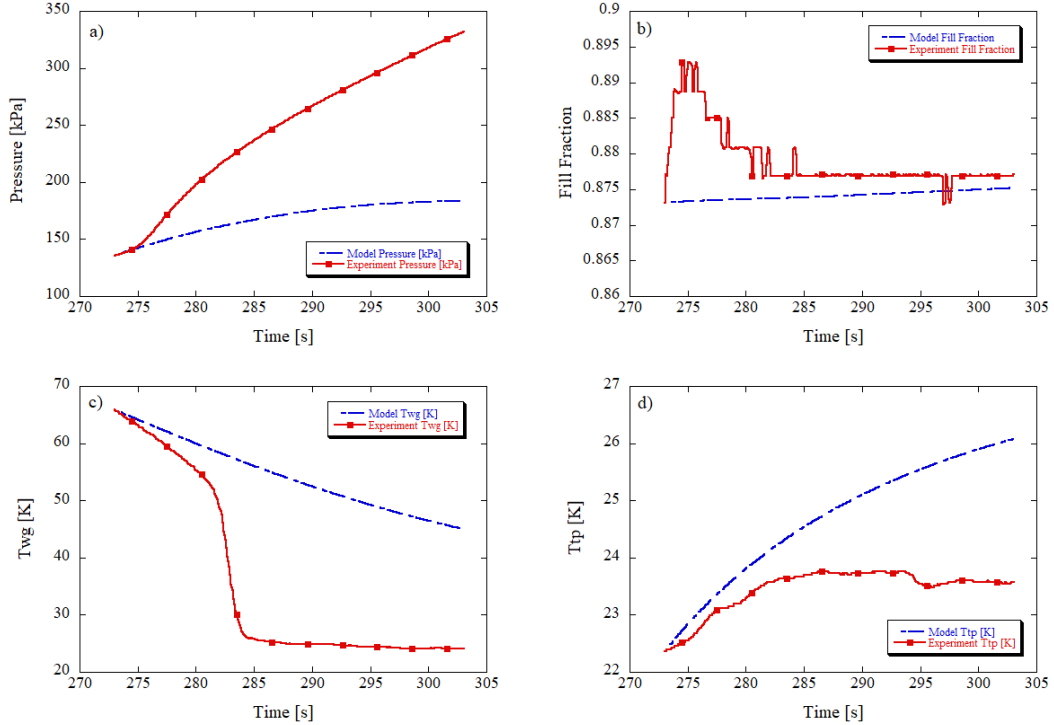 a)
350
300
250
200
150
100
Pressure [kPa]
Model Pressure [kPa]
Experiment Pressure [kPa]
270 275 280 285 290 295 300 305
Time [s]
b)
0.9
0.895
0.89
0.885
0.88
0.875
0.87
0.865
0.86
Fill Fraction
Model Fill Fraction
Experiment Fill Fraction
270 275 280 285 290 295 300 305
Time [s]
c)
70
60
50
40
30
20
Twg [K]
Model Twg [K]
Experiment Twg [K]
270 275 280 285 290 295 300 305
Time [s]
d)
27
26
25
24
23
22
Ttp [K]
Model Ttp [K]
Experiment Ttp [K]
270 275 280 285 290 295 300 305
Time [s]